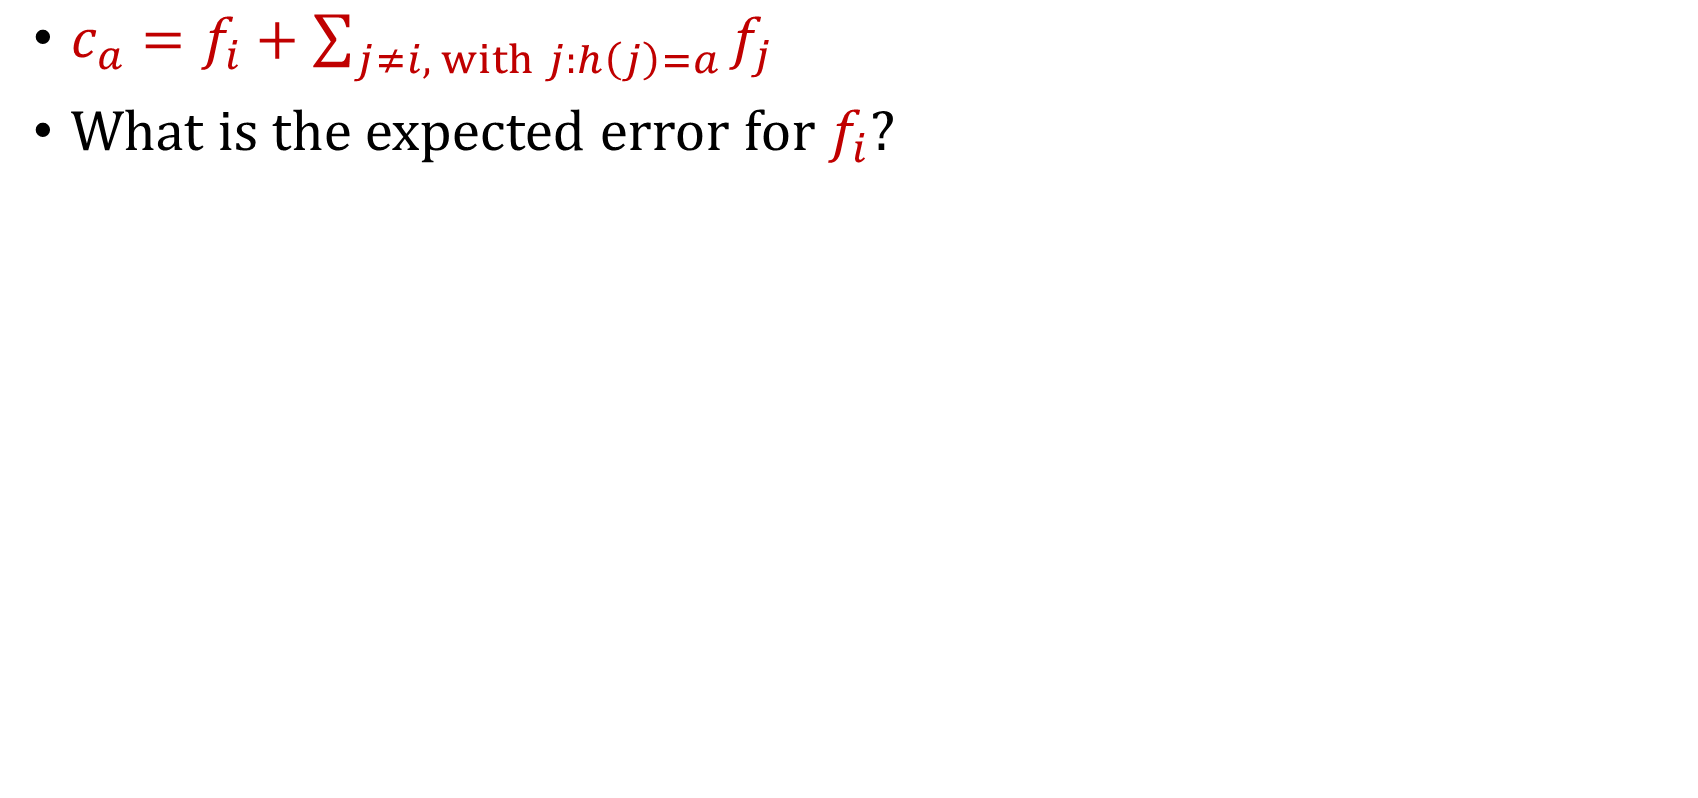 • c_a = f_i + ∑_{j≠i, with j:h(j)=a} f_j
• What is the expected error for f_i?